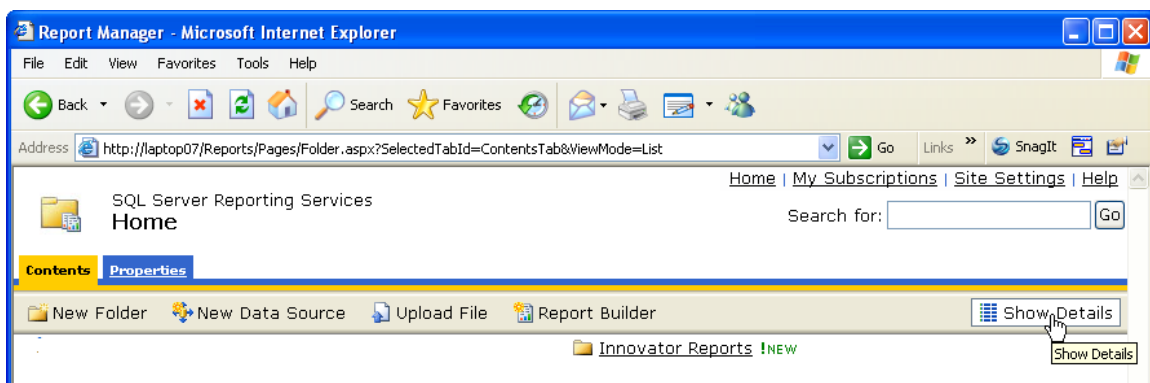 Report Manager - Microsoft Internet Explorer
File Edit View Favorites Tools Help
Back Search Favorites
Address http://laptop07/Reports/Pages/Folder.aspx?SelectedTabId=ContentsTab&ViewMode=List Go Links » SnagIt
Home | My Subscriptions | Site Settings | Help
SQL Server Reporting Services
Home
Search for: Go
Contents Properties
New Folder New Data Source Upload File Report Builder Show Details
Innovator Reports !NEW
Show Details